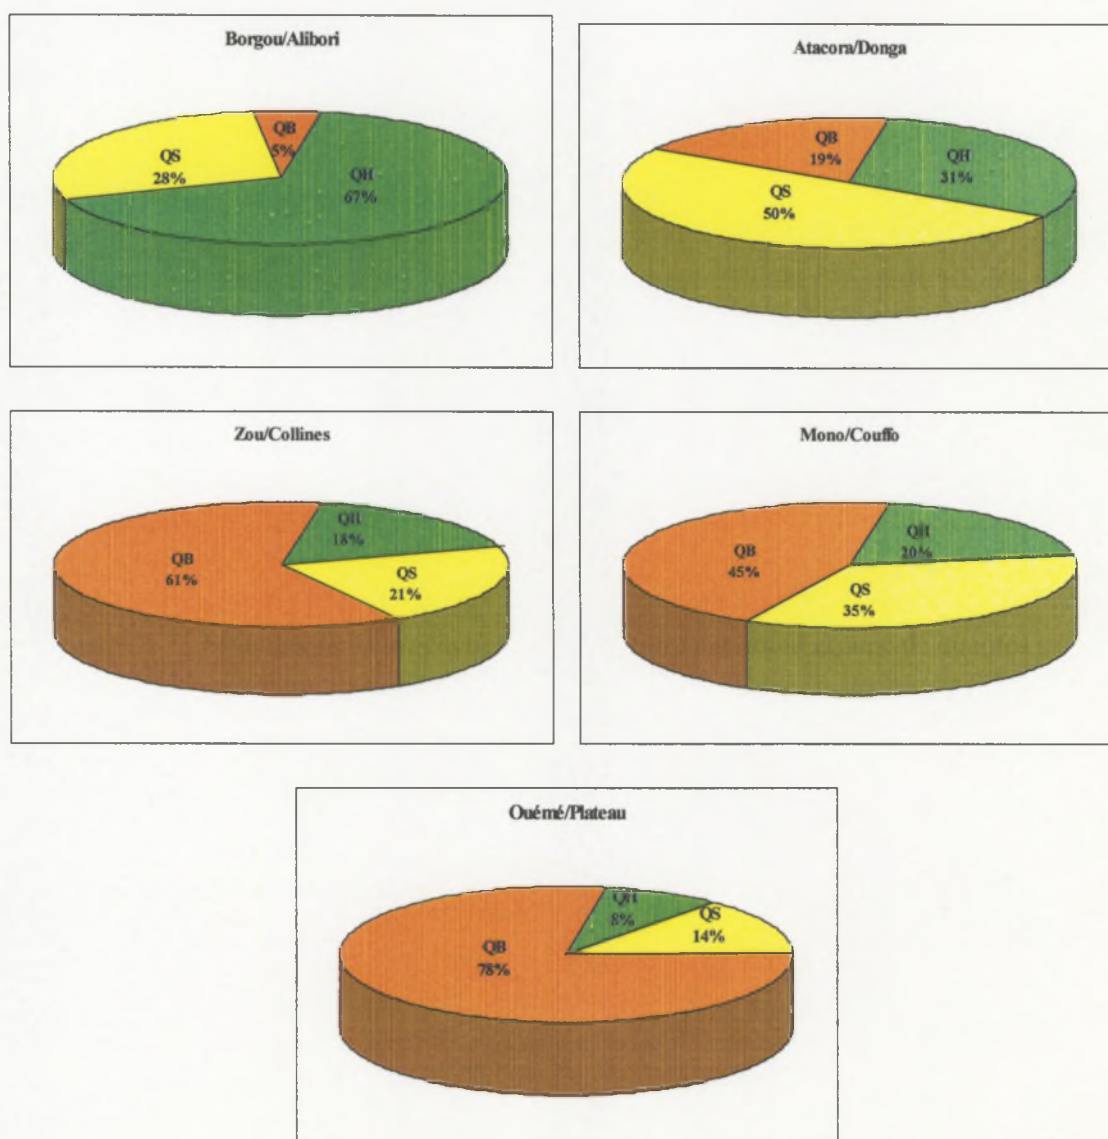 Borgou/Alibori
QB
5%
QS
28%
QH
67%
Atacora/Donga
QB
19%
QH
31%
QS
50%
Zou/Collines
QH
18%
QB
61%
QS
21%
Mono/Couffo
QH
20%
QB
45%
QS
35%
Ouémé/Plateau
QH
8%
QS
14%
QB
78%